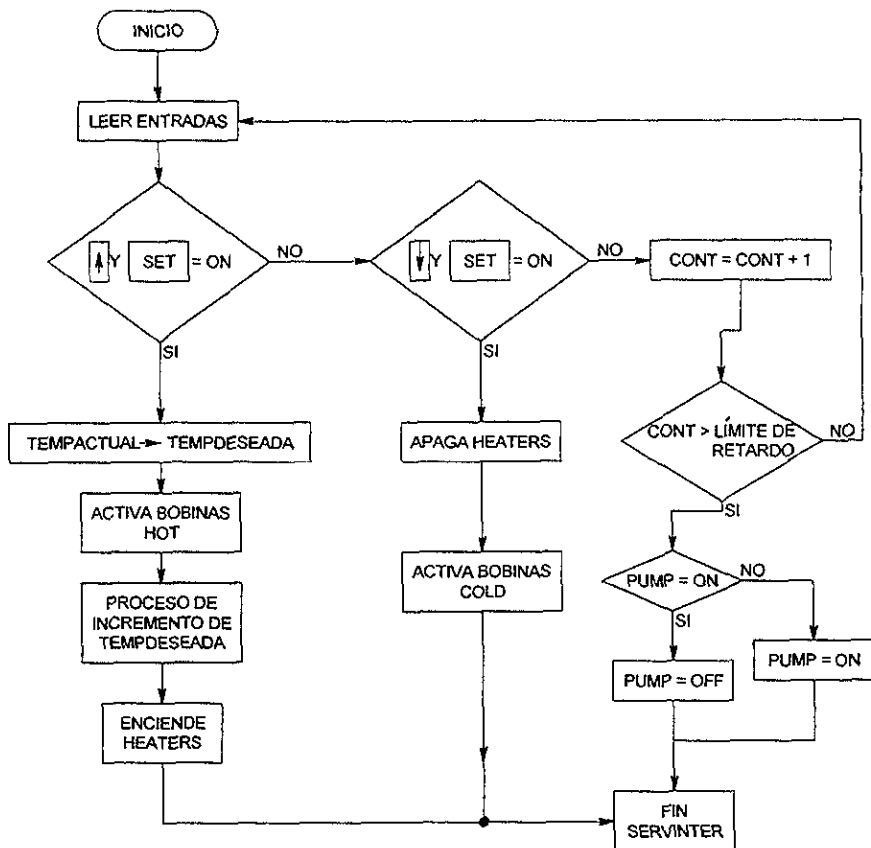 INICIO
LEER ENTRADAS
↑ Y SET = ON
NO
↓ Y SET = ON
NO
CONT = CONT + 1
SI
SI
TEMPACTUAL → TEMPDESEADA
APAGA HEATERS
CONT > LÍMITE DE
RETARDO
NO
SI
ACTIVA BOBINAS
HOT
ACTIVA BOBINAS
COLD
PUMP = ON
NO
SI
PROCESO DE
INCREMENTO DE
TEMPDESEADA
PUMP = OFF
PUMP = ON
ENCIENDE
HEATERS
FIN
SERVINTER